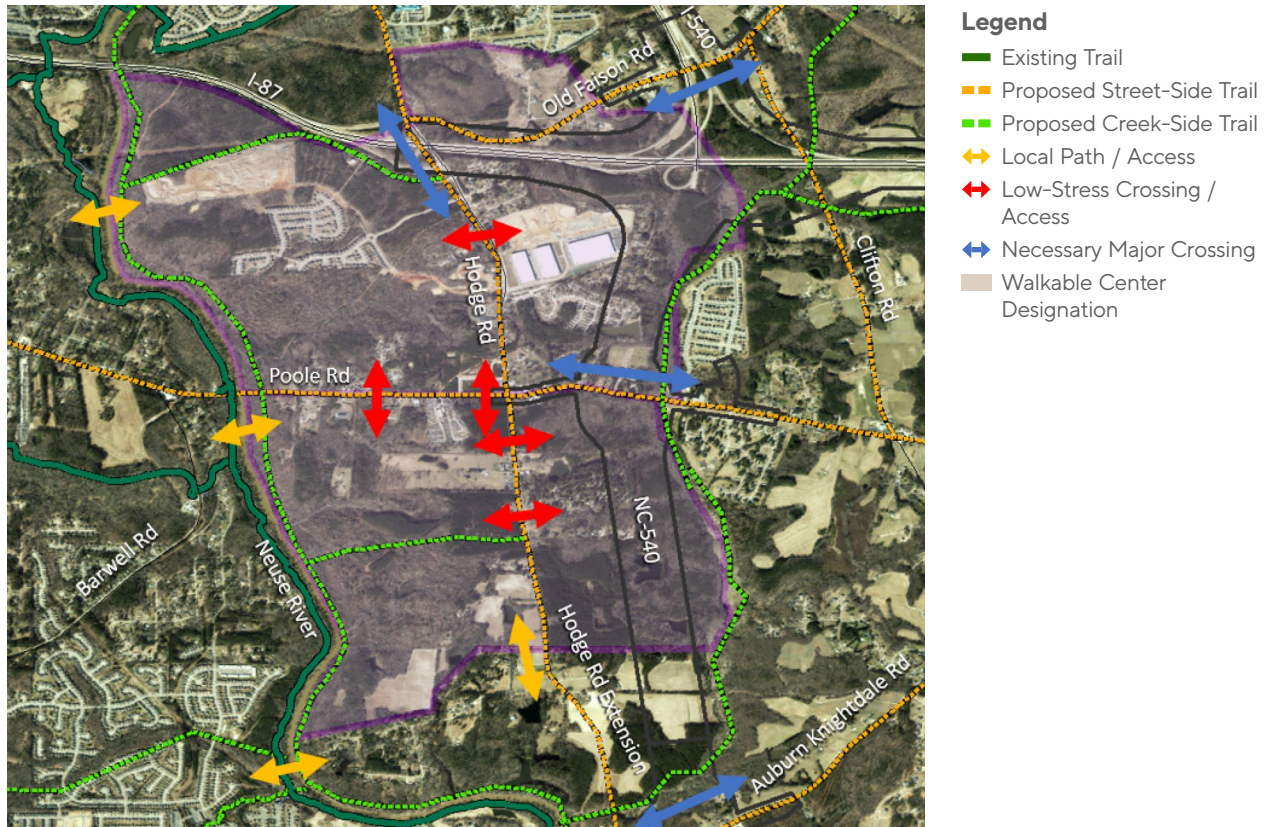 I-540
Old Faison Rd
I-87
Clifton Rd
Hodge Rd
Poole Rd
NC-540
Barwell Rd
Neuse River
Hodge Rd Extension
Auburn Knightdale Rd
Legend
Existing Trail
Proposed Street-Side Trail
Proposed Creek-Side Trail
Local Path / Access
Low-Stress Crossing /
Access
Necessary Major Crossing
Walkable Center
Designation